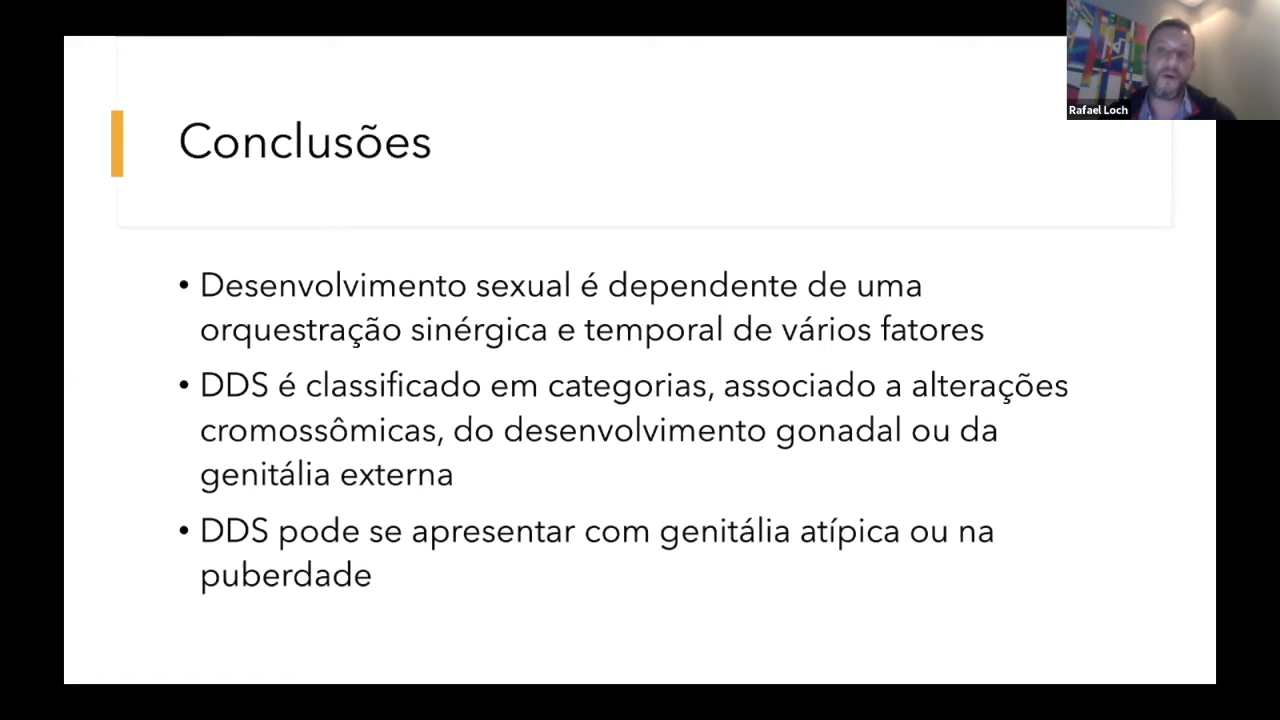 Rafael Loch
Conclusões
• Desenvolvimento sexual é dependente de uma
orquestração sinérgica e temporal de vários fatores
• DDS é classificado em categorias, associado a alterações
cromossômicas, do desenvolvimento gonadal ou da
genitália externa
• DDS pode se apresentar com genitália atípica ou na
puberdade